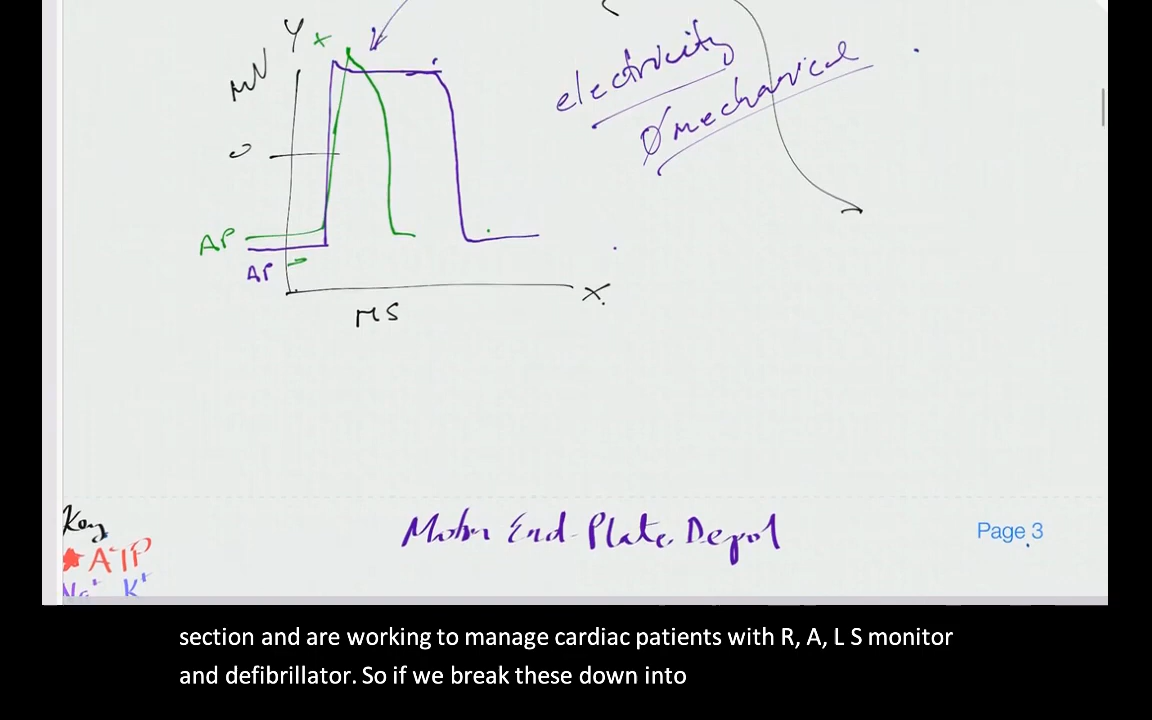 Y +
mV
electricity
Ø mechanical
0
AP
AP -
X
MS
Key
Motor End-Plate Depol
Page 3
ATP
Na+ K+
section and are working to manage cardiac patients with R, A, L S monitor
and defibrillator. So if we break these down into